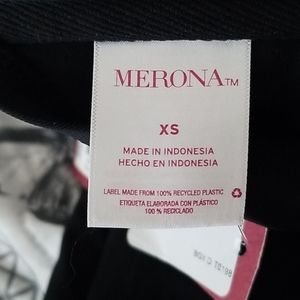 MERONA™
XS
MADE IN INDONESIA
HECHO EN INDONESIA
LABEL MADE FROM 100% RECYCLED PLASTIC
ETIQUETA ELABORADA CON PLÁSTICO
100 % RECICLADO